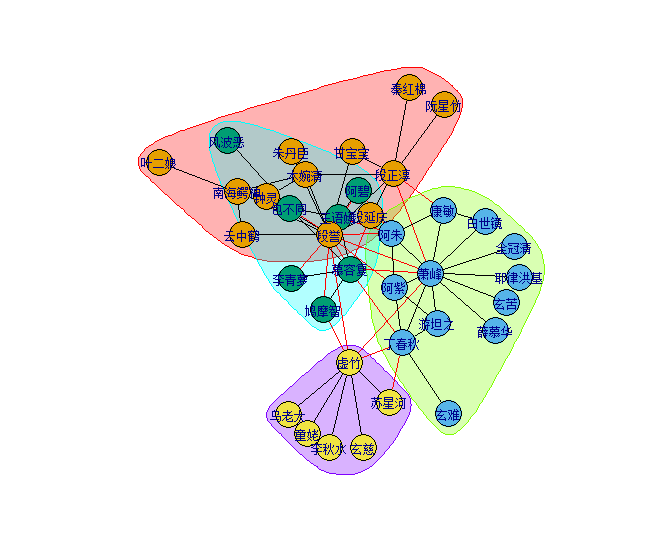 秦红棉
阮星竹
风波恶
朱丹臣
甘宝宝
叶二娘
木婉清
段正淳
南海鳄神
钟灵
阿碧
包不同
王语嫣
段延庆
康敏
白世镜
云中鹤
段誉
阿朱
全冠清
慕容复
萧峰
李青萝
阿紫
耶律洪基
鸠摩智
玄苦
游坦之
薛慕华
丁春秋
虚竹
苏星河
乌老大
玄难
童姥
李秋水
玄慈